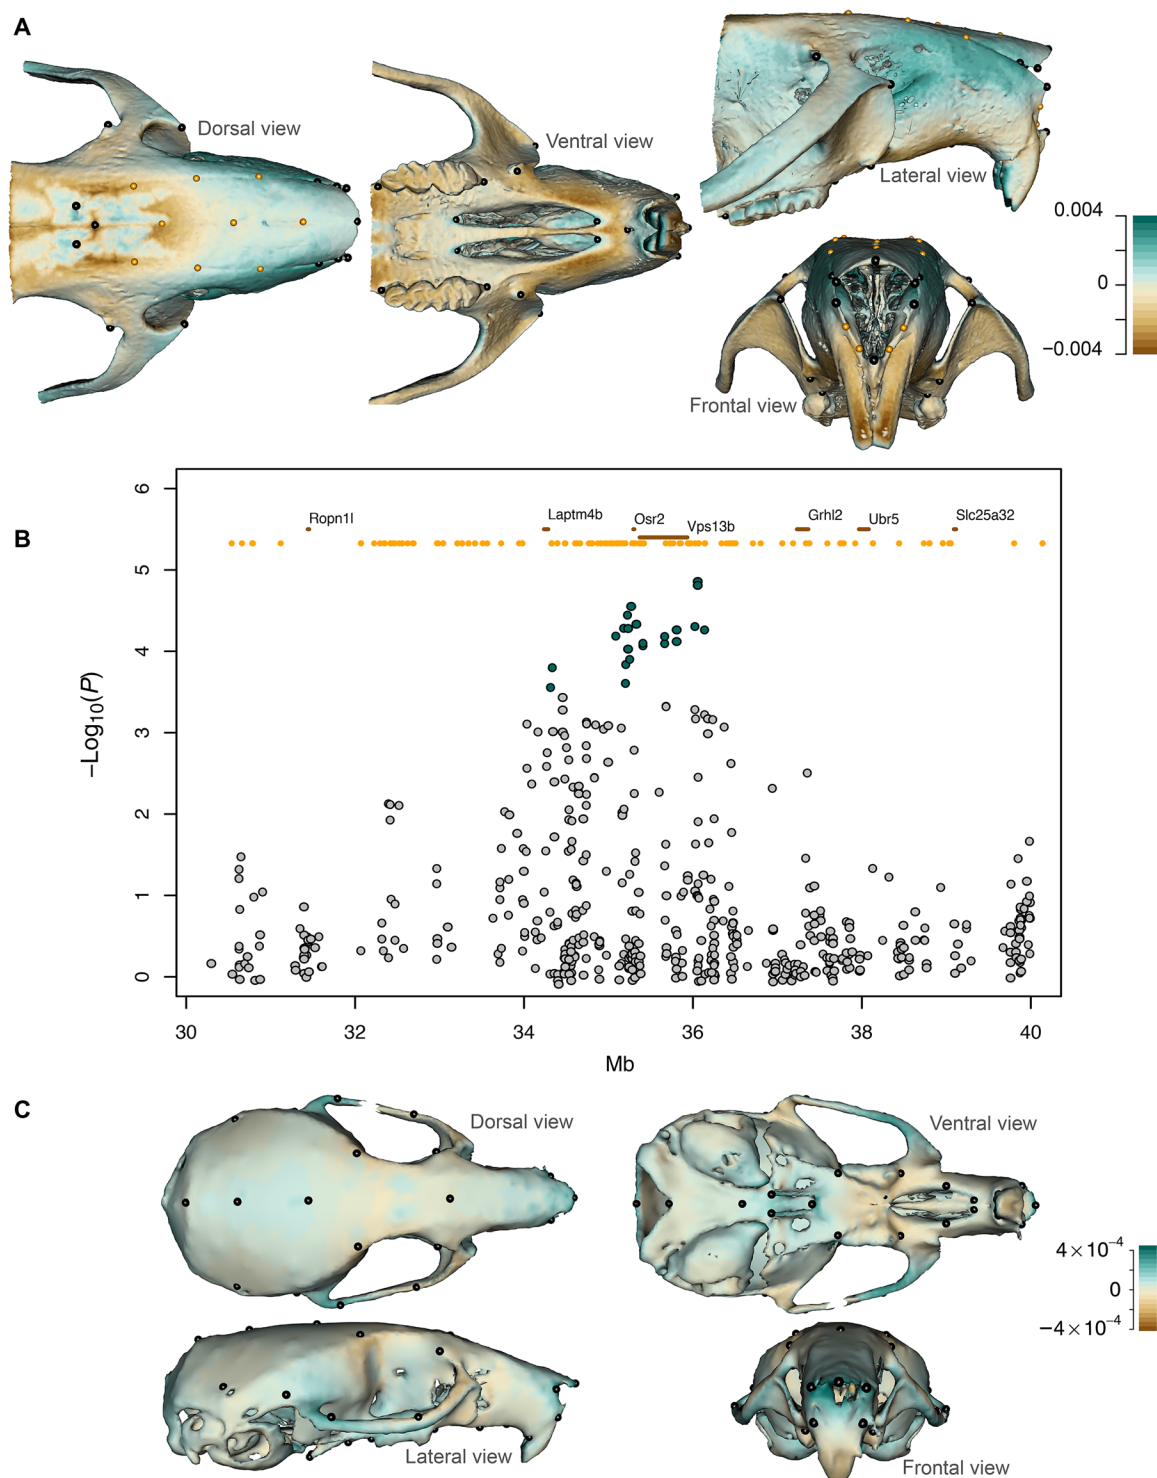 A
Dorsal view
Ventral view
Lateral view
Frontal view
0.004
0
−0.004
B
6
5
4
3
2
1
0
−Log10(P)
Ropn1l
Laptm4b
Osr2
Vps13b
Grhl2
Ubr5
Slc25a32
30
32
34
36
38
40
Mb
C
Dorsal view
Ventral view
Lateral view
Frontal view
4×10⁻⁴
0
−4×10⁻⁴